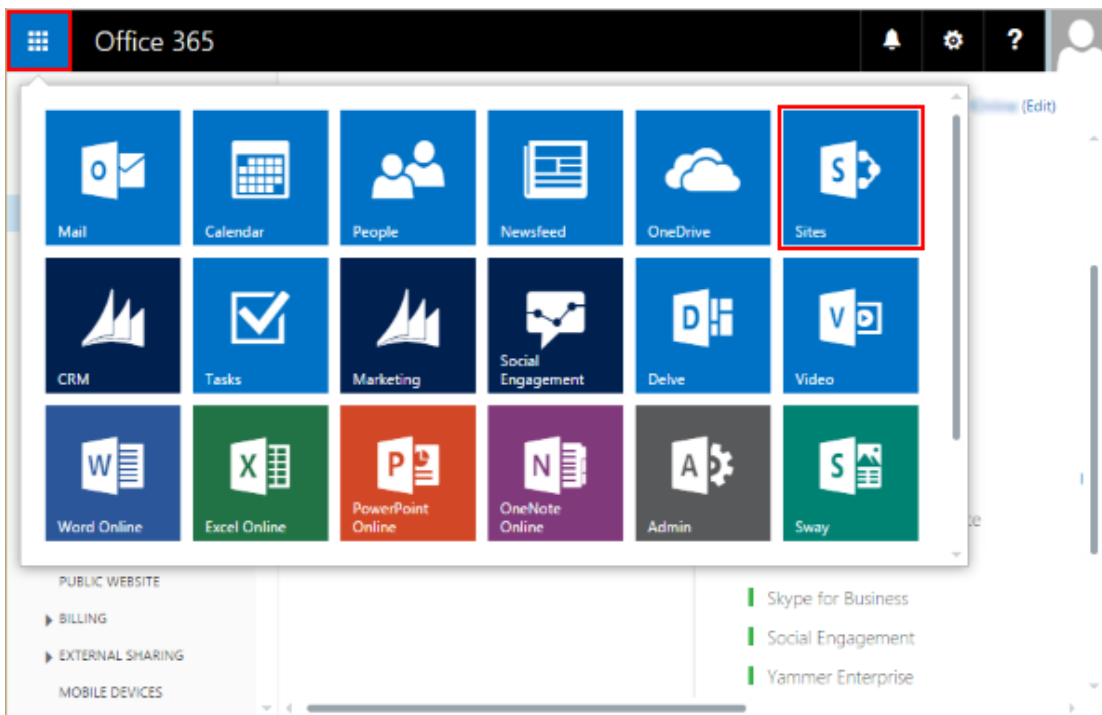 Office 365
?
(Edit)
Mail
Calendar
People
Newsfeed
OneDrive
S
Sites
CRM
Tasks
Marketing
Social
Engagement
D
Delve
V
Video
W
Word Online
X
Excel Online
P
PowerPoint
Online
N
OneNote
Online
A
Admin
S
Sway
PUBLIC WEBSITE
BILLING
EXTERNAL SHARING
MOBILE DEVICES
Skype for Business
Social Engagement
Yammer Enterprise